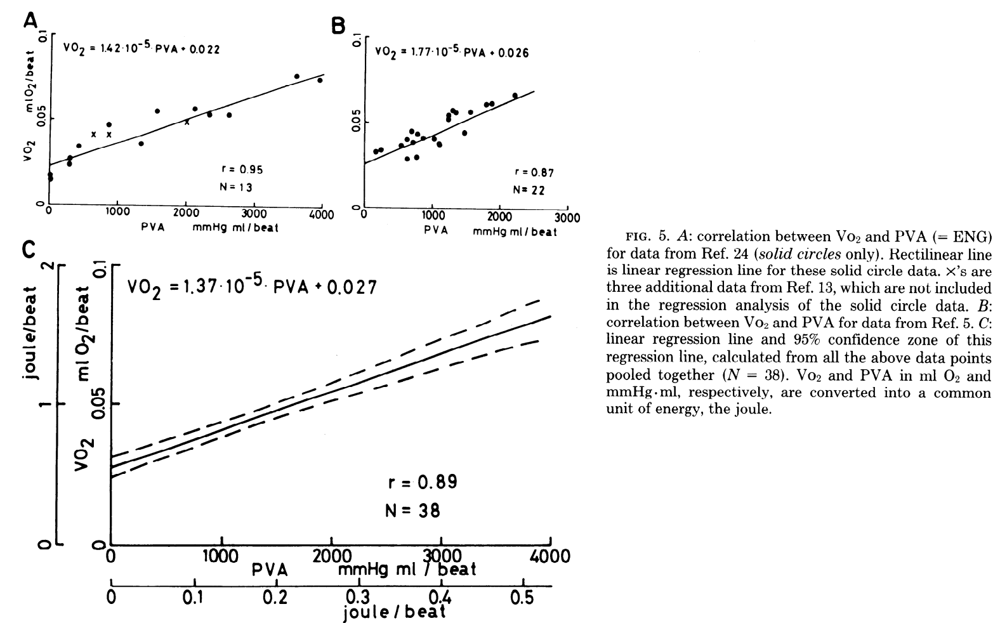 A
VO₂ = 1.42·10⁻⁵· PVA + 0.022
0.1
0.05
0
VO₂ ml O₂/beat
r = 0.95
N = 13
0 1000 2000 3000 4000
PVA mmHg ml/beat
B
VO₂ = 1.77·10⁻⁵· PVA + 0.026
0.1
0.05
0
r = 0.87
N = 22
0 1000 2000 3000
PVA mmHg ml/beat
C
VO₂ = 1.37·10⁻⁵· PVA + 0.027
2
1
0
joule/beat
0.1
0.05
0
VO₂ ml O₂/beat
r = 0.89
N = 38
0 1000 2000 3000 4000
PVA mmHg ml / beat
0 0.1 0.2 0.3 0.4 0.5
joule / beat
FIG. 5. A: correlation between Vo₂ and PVA (= ENG)
for data from Ref. 24 (solid circles only). Rectilinear line
is linear regression line for these solid circle data. ×'s are
three additional data from Ref. 13, which are not included
in the regression analysis of the solid circle data. B:
correlation between Vo₂ and PVA for data from Ref. 5. C:
linear regression line and 95% confidence zone of this
regression line, calculated from all the above data points
pooled together (N = 38). Vo₂ and PVA in ml O₂ and
mmHg·ml, respectively, are converted into a common
unit of energy, the joule.